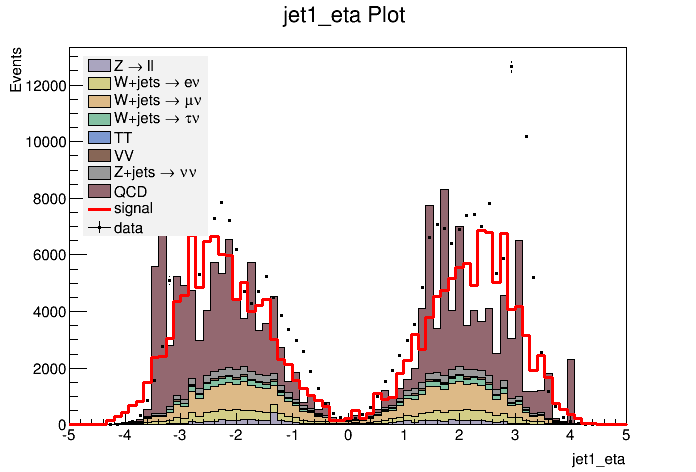 jet1_eta Plot
Events
Z → ll
W+jets → eν
W+jets → μν
W+jets → τν
TT
VV
Z+jets → νν
QCD
signal
data
12000
10000
8000
6000
4000
2000
0
-5 -4 -3 -2 -1 0 1 2 3 4 5
jet1_eta